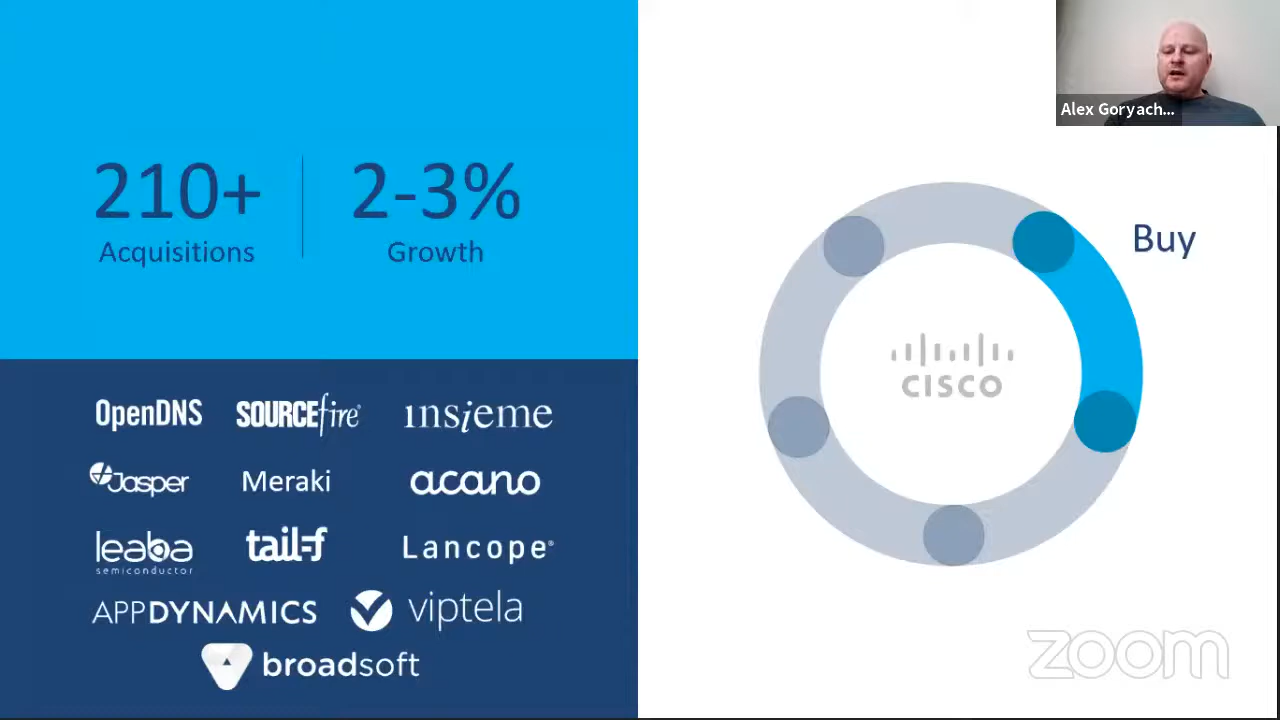 210+
Acquisitions
2-3%
Growth
OpenDNS SOURCEfire® insieme
Jasper Meraki acano
leaba tail-f Lancope®
semiconductor
APPDYNAMICS viptela
broadsoft
Alex Goryach...
Buy
CISCO
zoom